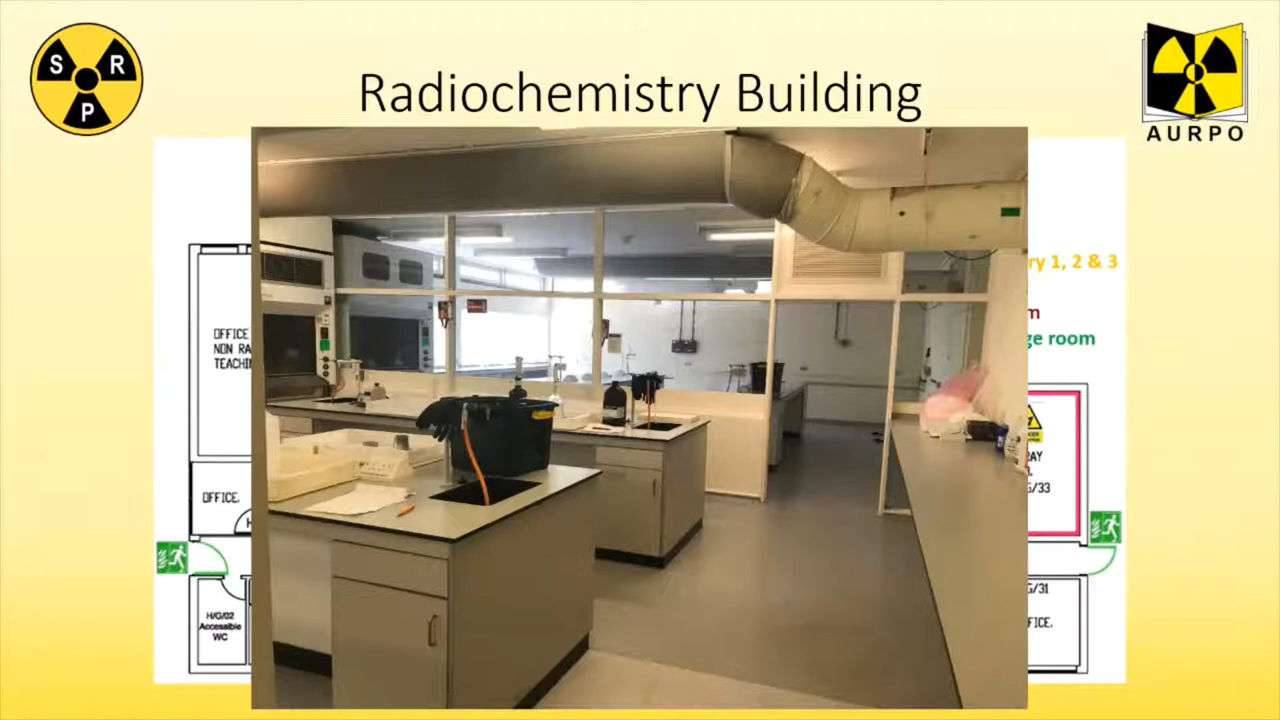 S R
P
Radiochemistry Building
AURPO
ry 1, 2 & 3
m
ge room
OFFICE
NON RA
TEACHI
RAY
G/33
OFFICE.
G/31
FICE.
H/G/02
Accessible
WC